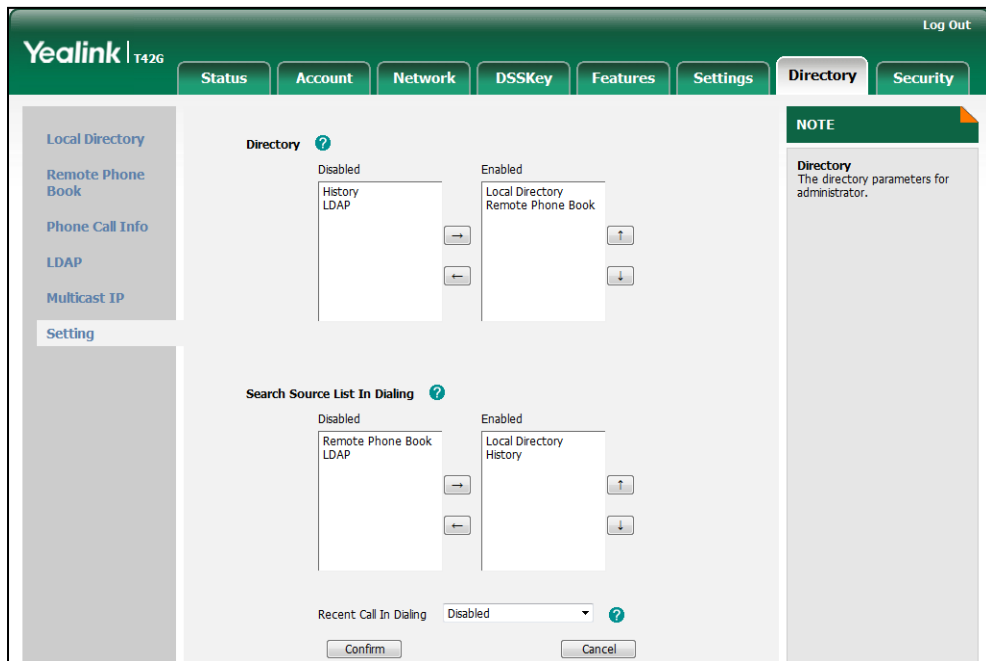 Log Out
Yealink | T42G
Status Account Network DSSKey Features Settings Directory Security
Local Directory
Remote Phone
Book
Phone Call Info
LDAP
Multicast IP
Setting
Directory ?
Disabled Enabled
History
LDAP
Local Directory
Remote Phone Book
→ ↑
← ↓
Search Source List In Dialing ?
Disabled Enabled
Remote Phone Book
LDAP
Local Directory
History
→ ↑
← ↓
Recent Call In Dialing Disabled ?
Confirm Cancel
NOTE
Directory
The directory parameters for
administrator.